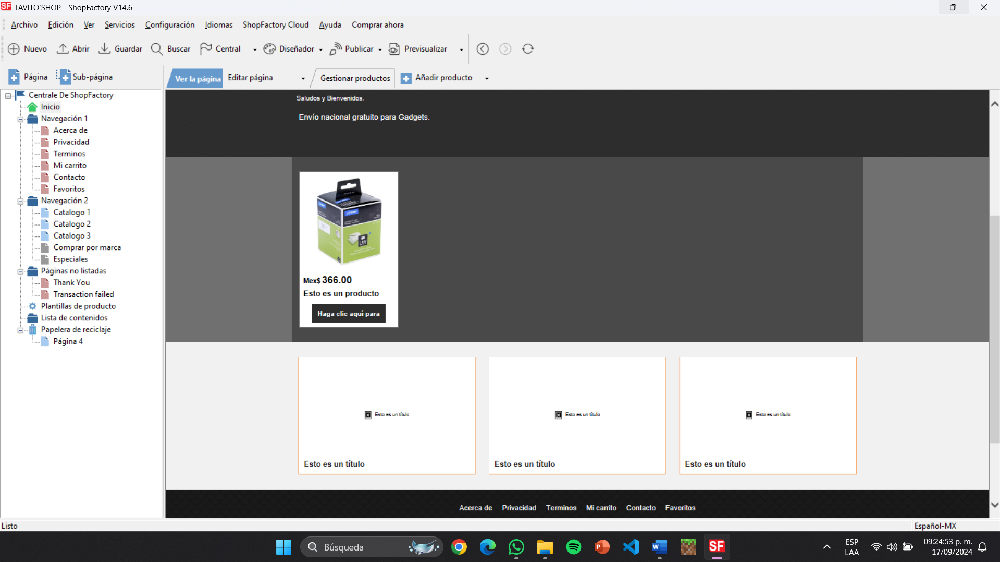 SF TAVITO'SHOP - ShopFactory V14.6
Archivo Edición Ver Servicios Configuración Idiomas ShopFactory Cloud Ayuda Comprar ahora
Nuevo Abrir Guardar Buscar Central Diseñador Publicar Previsualizar
Página Sub-página
Ver la página Editar página Gestionar productos Añadir producto
Centrale De ShopFactory
Inicio
Navegación 1
Acerca de
Privacidad
Terminos
Mi carrito
Contacto
Favoritos
Navegación 2
Catalogo 1
Catalogo 2
Catalogo 3
Comprar por marca
Especiales
Páginas no listadas
Thank You
Transaction failed
Plantillas de producto
Lista de contenidos
Papelera de reciclaje
Página 4
Saludos y Bienvenidos.
Envío nacional gratuito para Gadgets.
DYMO
LW
Mex$ 366.00
Esto es un producto
Haga clic aquí para
Esto es un título
Esto es un título
Esto es un título
Esto es un título
Esto es un título
Esto es un título
Acerca de Privacidad Terminos Mi carrito Contacto Favoritos
Listo
Español-MX
Búsqueda
P
W
SF
ESP
LAA
09:24:53 p. m.
17/09/2024